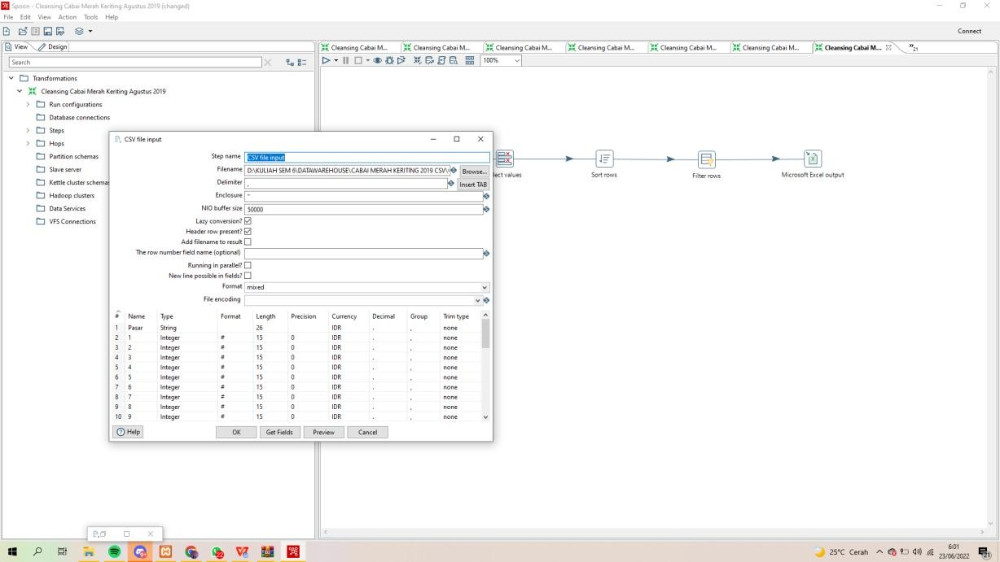 Spoon - Cleansing Cabai Merah Keriting Agustus 2019 (changed)
File Edit View Action Tools Help
Connect
View Design
Cleansing Cabai M... Cleansing Cabai M... Cleansing Cabai M... Cleansing Cabai M... Cleansing Cabai M... Cleansing Cabai M... Cleansing Cabai M... »21
Search
100%
Transformations
Cleansing Cabai Merah Keriting Agustus 2019
Run configurations
Database connections
Steps
Hops
Partition schemas
Slave server
Kettle cluster schemas
Hadoop clusters
Data Services
VFS Connections
CSV file input
Step name CSV file input
Filename D:\KULIAH SEM 6\DATAWAREHOUSE\CABAI MERAH KERITING 2019 CSV\ Browse...
Delimiter , Insert TAB
Enclosure "
NIO buffer size 50000
Lazy conversion?
Header row present?
Add filename to result
The row number field name (optional)
Running in parallel?
New line possible in fields?
Format mixed
File encoding
# Name Type Format Length Precision Currency Decimal Group Trim type
1 Pasar String 26 IDR . , none
2 1 Integer # 15 0 IDR . , none
3 2 Integer # 15 0 IDR . , none
4 3 Integer # 15 0 IDR . , none
5 4 Integer # 15 0 IDR . , none
6 5 Integer # 15 0 IDR . , none
7 6 Integer # 15 0 IDR . , none
8 7 Integer # 15 0 IDR . , none
9 8 Integer # 15 0 IDR . , none
10 9 Integer # 15 0 IDR . , none
Help OK Get Fields Preview Cancel
lect values Sort rows Filter rows Microsoft Excel output
25°C Cerah
6:01
23/06/2022
21